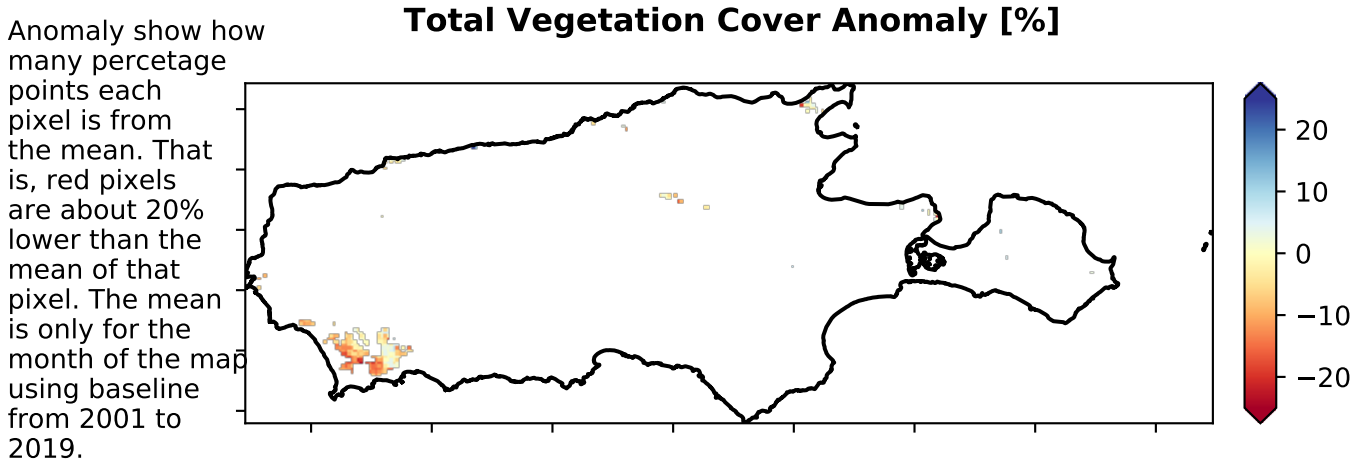 Total Vegetation Cover Anomaly [%]
Anomaly show how
many percetage
points each
pixel is from
the mean. That
is, red pixels
are about 20%
lower than the
mean of that
pixel. The mean
is only for the
month of the map
using baseline
from 2001 to
2019.
20
10
0
−10
−20